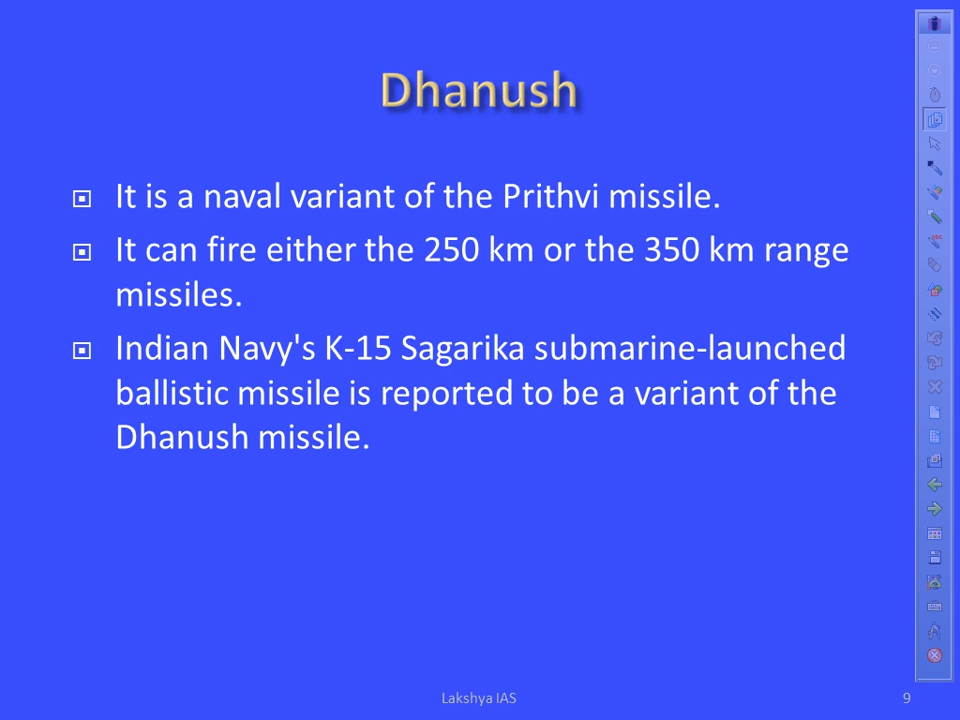 Dhanush
It is a naval variant of the Prithvi missile.
It can fire either the 250 km or the 350 km range
missiles.
Indian Navy's K-15 Sagarika submarine-launched
ballistic missile is reported to be a variant of the
Dhanush missile.
Lakshya IAS
9